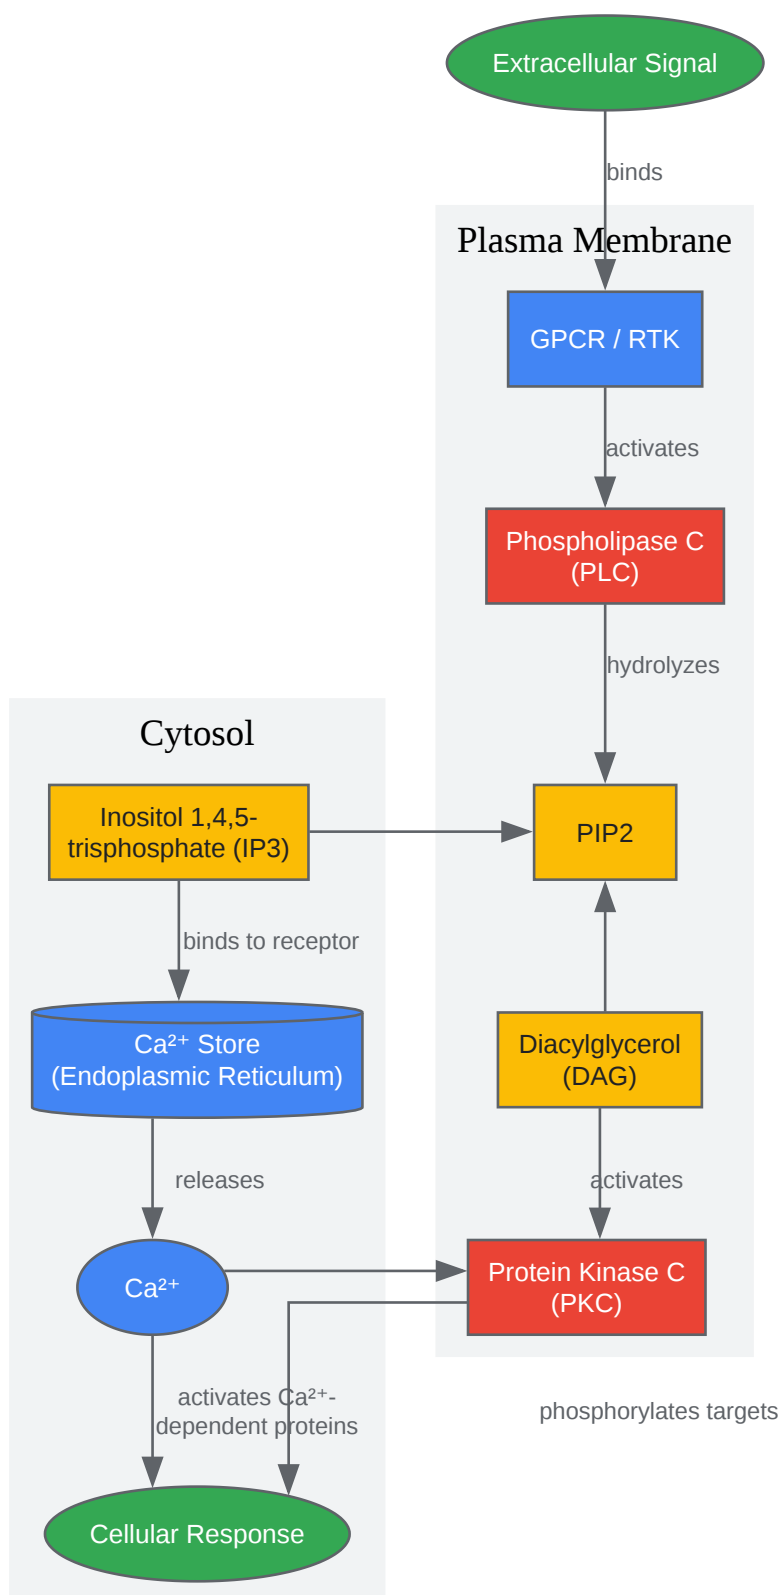 Extracellular Signal
binds
Plasma Membrane
GPCR / RTK
activates
Phospholipase C
(PLC)
hydrolyzes
Cytosol
Inositol 1,4,5-
trisphosphate (IP3)
PIP2
binds to receptor
Ca²⁺ Store
(Endoplasmic Reticulum)
Diacylglycerol
(DAG)
releases
activates
Ca²⁺
Protein Kinase C
(PKC)
activates Ca²⁺-
dependent proteins
phosphorylates targets
Cellular Response